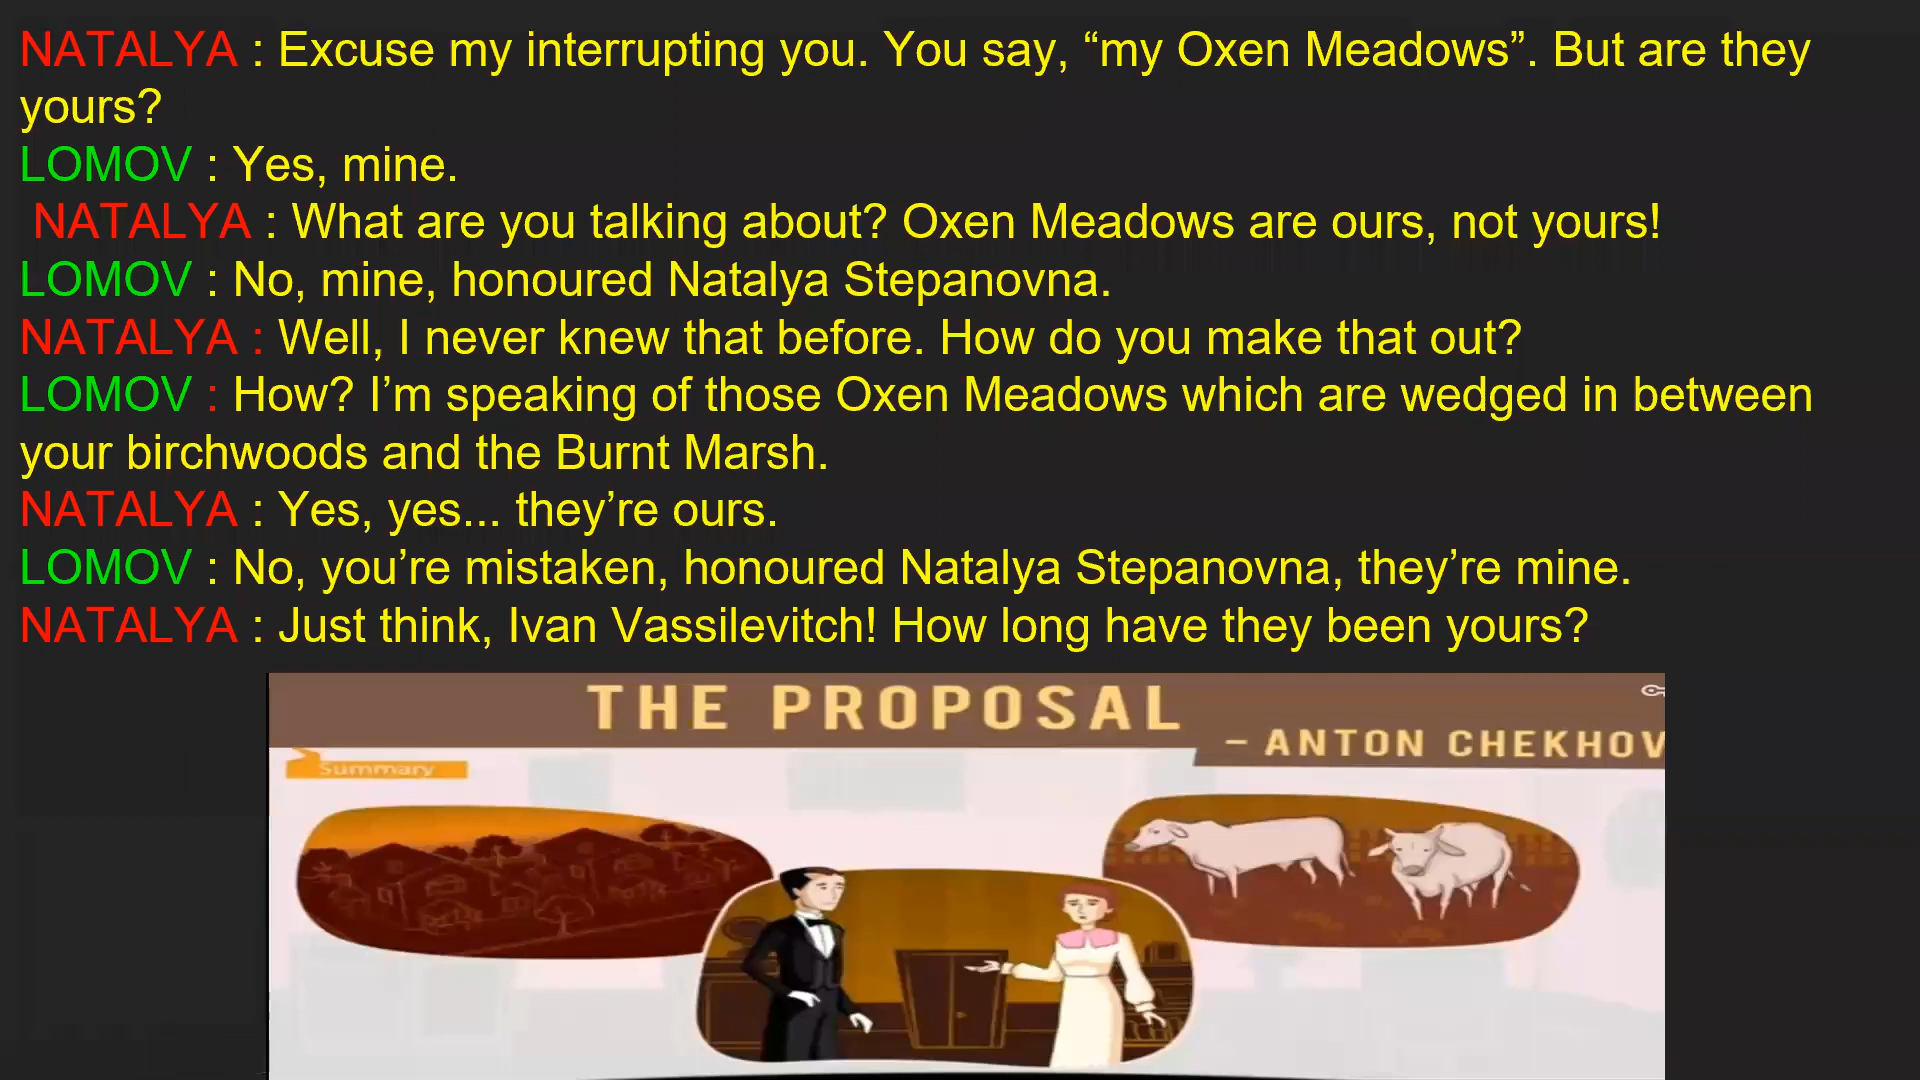 NATALYA : Excuse my interrupting you. You say, “my Oxen Meadows”. But are they
yours?
LOMOV : Yes, mine.
NATALYA : What are you talking about? Oxen Meadows are ours, not yours!
LOMOV : No, mine, honoured Natalya Stepanovna.
NATALYA : Well, I never knew that before. How do you make that out?
LOMOV : How? I’m speaking of those Oxen Meadows which are wedged in between
your birchwoods and the Burnt Marsh.
NATALYA : Yes, yes... they’re ours.
LOMOV : No, you’re mistaken, honoured Natalya Stepanovna, they’re mine.
NATALYA : Just think, Ivan Vassilevitch! How long have they been yours?
THE PROPOSAL
– ANTON CHEKHOV
Summary